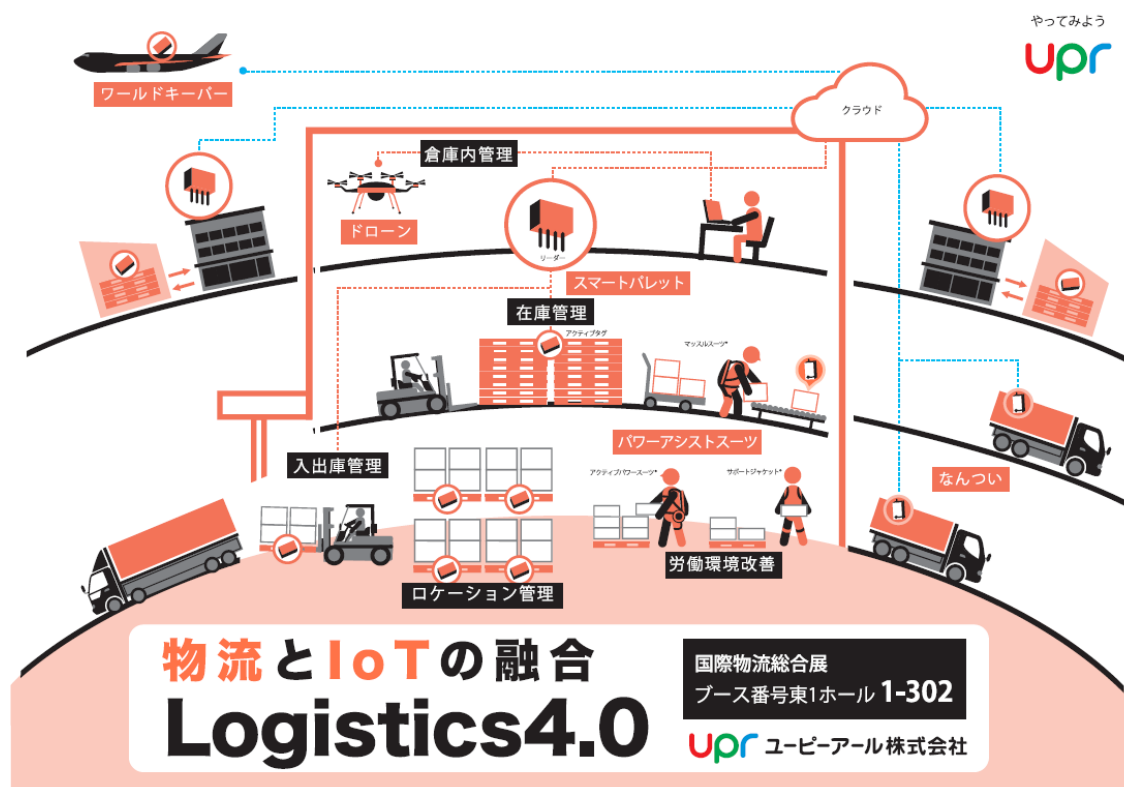 やってみよう
upr
ワールドキーパー
クラウド
倉庫内管理
ドローン
リーダー
スマートパレット
在庫管理
アクティブタグ
マッスルスーツ*
パワーアシストスーツ
入出庫管理
アクティブパワースーツ*
サポートジャケット*
なんつい
労働環境改善
ロケーション管理
物流とIoTの融合
Logistics4.0
国際物流総合展
ブース番号東1ホール 1-302
upr ユーピーアール株式会社